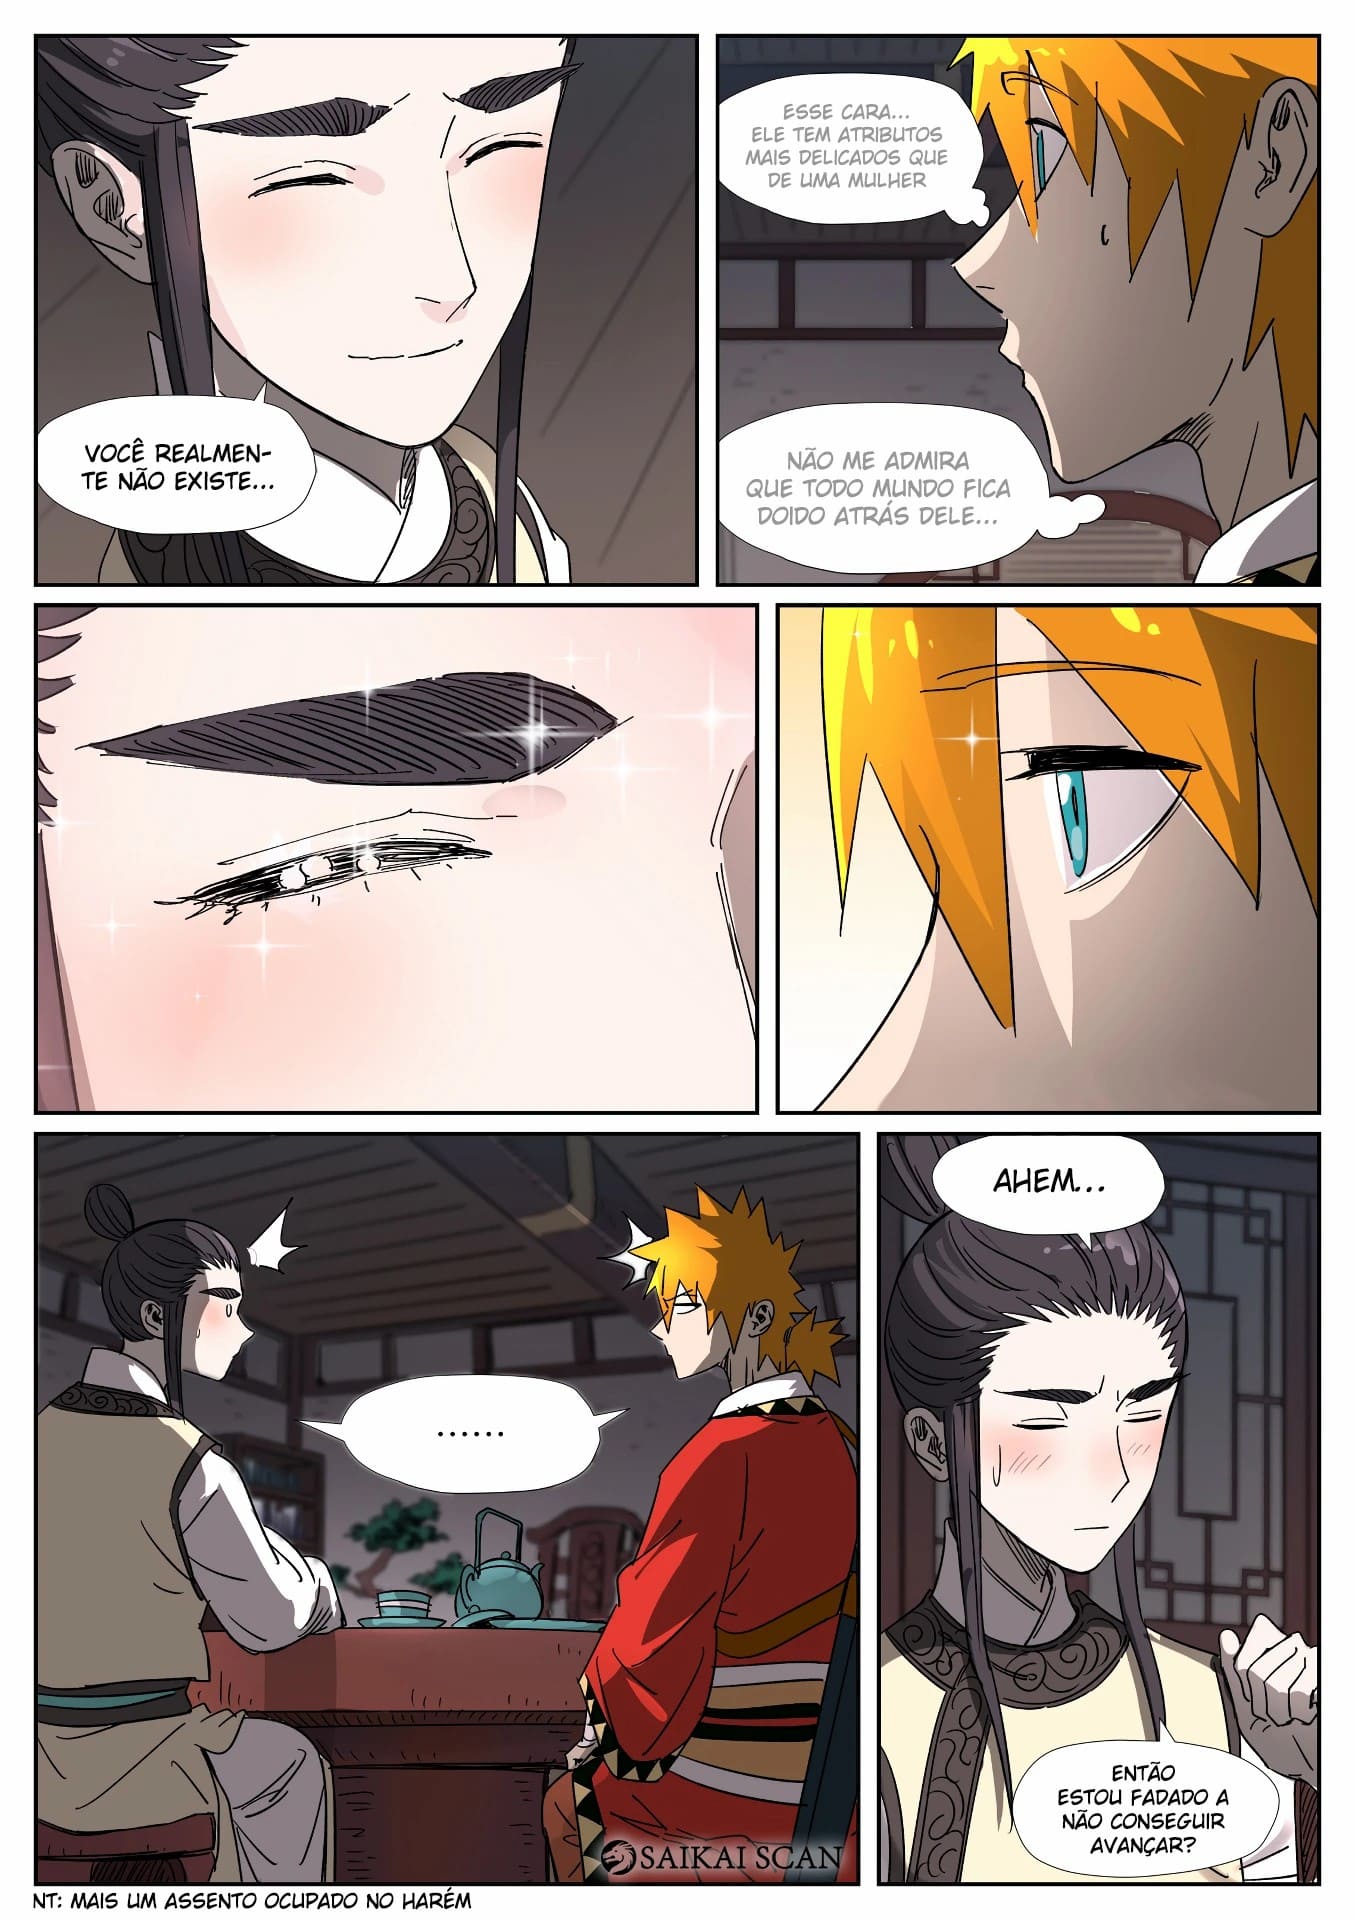 VOCÊ REALMEN-
TE NÃO EXISTE...
ESSE CARA...
ELE TEM ATRIBUTOS
MAIS DELICADOS QUE
DE UMA MULHER
NÃO ME ADMIRA
QUE TODO MUNDO FICA
DOIDO ATRÁS DELE...
......
AHEM...
ENTÃO
ESTOU FADADO A
NÃO CONSEGUIR
AVANÇAR?
SAIKAI SCAN
NT: MAIS UM ASSENTO OCUPADO NO HARÉM